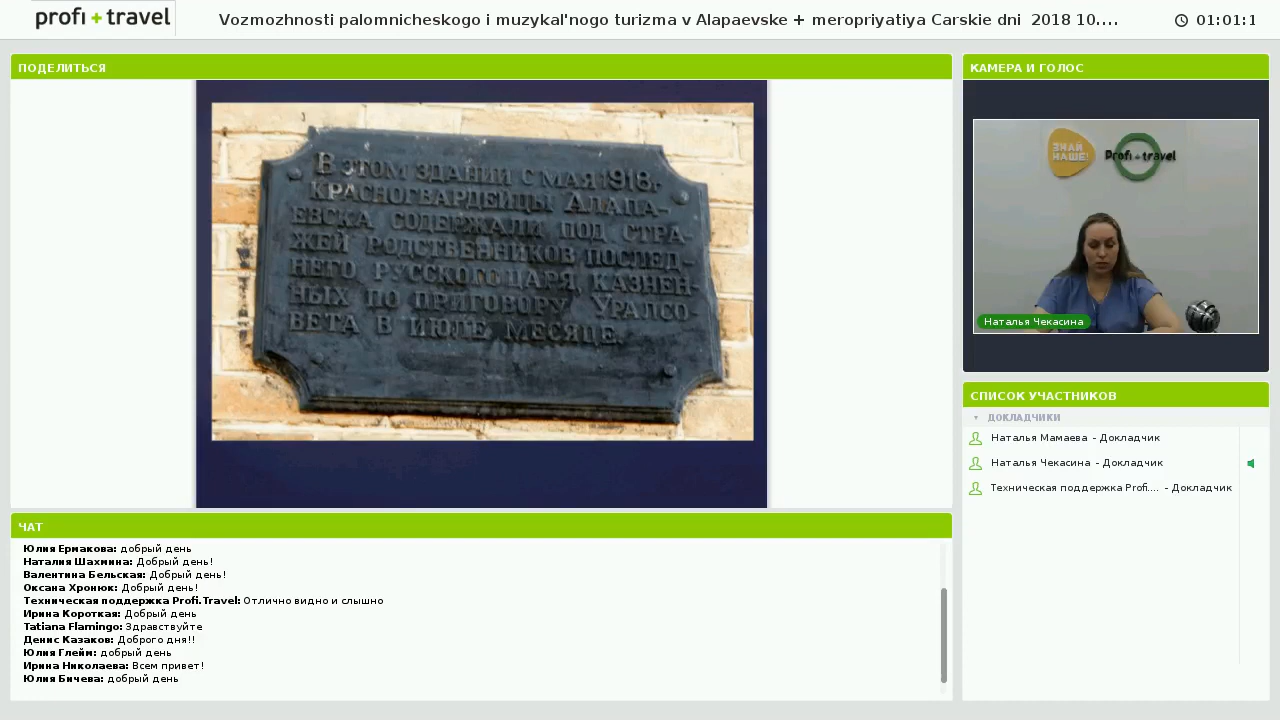 profi + travel
Vozmozhnosti palomnicheskogo i muzykal'nogo turizma v Alapaevske + meropriyatiya Carskie dni 2018 10....
01:01:1
ПОДЕЛИТЬСЯ
В ЭТОМ ЗДАНИИ С МАЯ 1918г
КРАСНОГВАРДЕЙЦЫ АЛАПА-
ЕВСКА СОДЕРЖАЛИ ПОД СТРА-
ЖЕЙ РОДСТВЕННИКОВ ПОСЛЕД-
НЕГО РУССКОГО ЦАРЯ, КАЗНЕН-
НЫХ ПО ПРИГОВОРУ УРАЛСО-
ВЕТА В ИЮЛЕ МЕСЯЦЕ.
КАМЕРА И ГОЛОС
ЗНАЙ
НАШЕ!
Profi travel
Наталья Чекасина
СПИСОК УЧАСТНИКОВ
ДОКЛАДЧИКИ
Наталья Мамаева - Докладчик
Наталья Чекасина - Докладчик
Техническая поддержка Profi.... - Докладчик
ЧАТ
Юлия Ермакова: добрый день
Наталия Шахмина: Добрый день!
Валентина Бельская: Добрый день!
Оксана Хронюк: Добрый день!
Техническая поддержка Profi.Travel: Отлично видно и слышно
Ирина Короткая: Добрый день
Tatiana Flamingo: Здравствуйте
Денис Казаков: Доброго дня!!
Юлия Глейм: добрый день
Ирина Николаева: Всем привет!
Юлия Бичева: добрый день